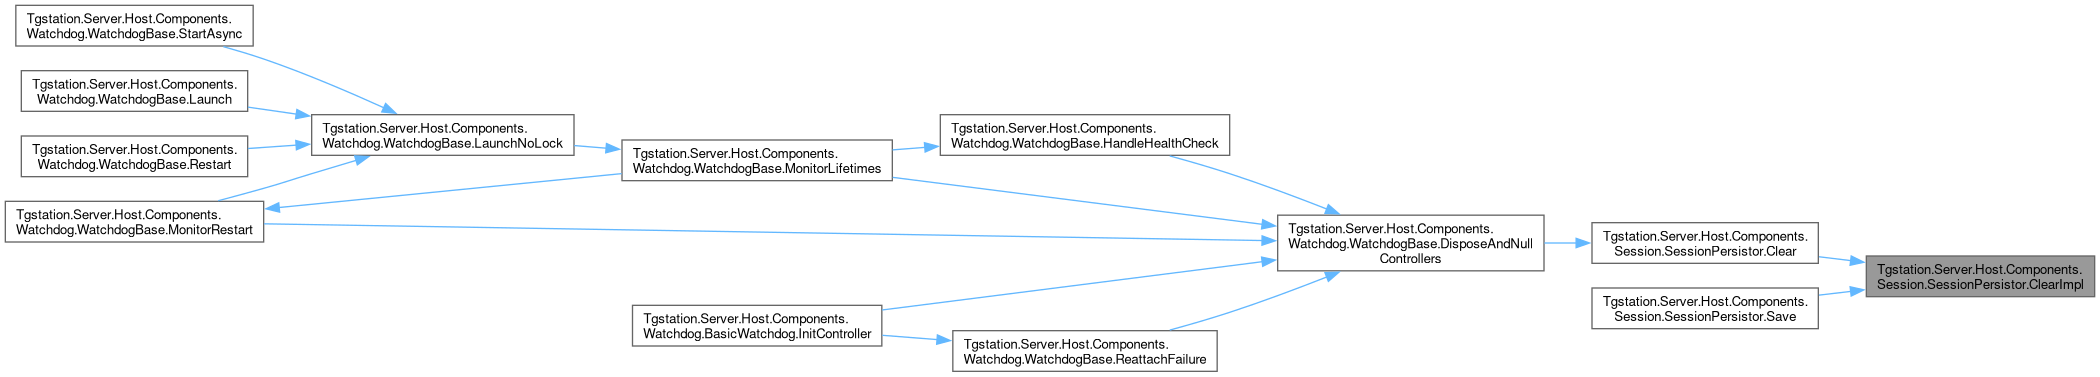 Tgstation.Server.Host.Components.
Watchdog.WatchdogBase.StartAsync
Tgstation.Server.Host.Components.
Watchdog.WatchdogBase.Launch
Tgstation.Server.Host.Components.
Watchdog.WatchdogBase.Restart
Tgstation.Server.Host.Components.
Watchdog.WatchdogBase.MonitorRestart
Tgstation.Server.Host.Components.
Watchdog.WatchdogBase.LaunchNoLock
Tgstation.Server.Host.Components.
Watchdog.WatchdogBase.MonitorLifetimes
Tgstation.Server.Host.Components.
Watchdog.BasicWatchdog.InitController
Tgstation.Server.Host.Components.
Watchdog.WatchdogBase.HandleHealthCheck
Tgstation.Server.Host.Components.
Watchdog.WatchdogBase.ReattachFailure
Tgstation.Server.Host.Components.
Watchdog.WatchdogBase.DisposeAndNull
Controllers
Tgstation.Server.Host.Components.
Session.SessionPersistor.Clear
Tgstation.Server.Host.Components.
Session.SessionPersistor.Save
Tgstation.Server.Host.Components.
Session.SessionPersistor.ClearImpl